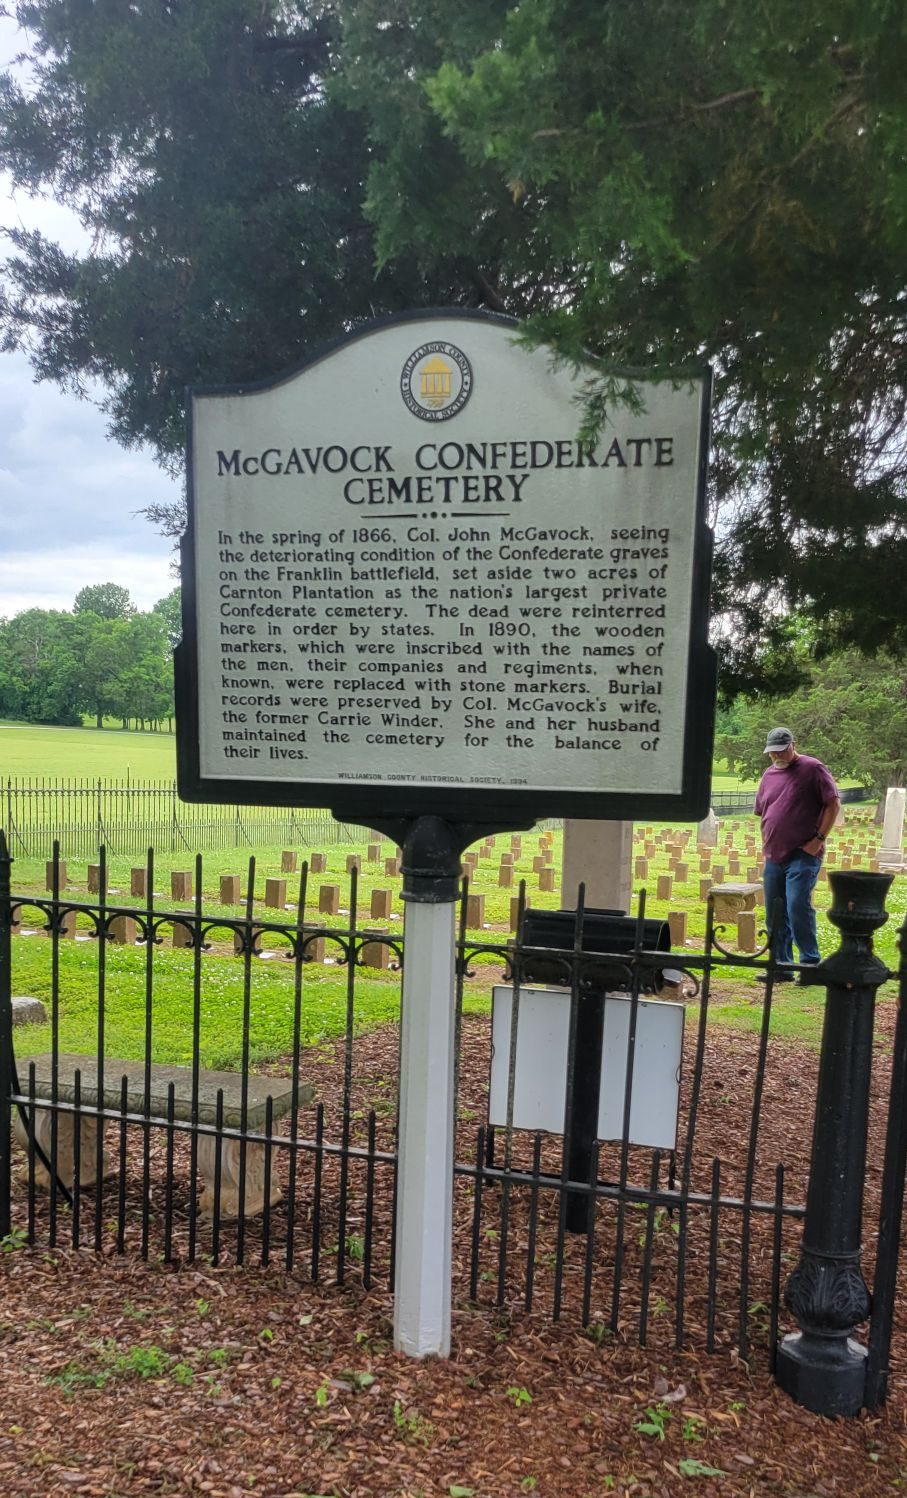 WILLIAMSON COUNTY
HISTORICAL SOCIETY
McGAVOCK CONFEDERATE
CEMETERY
In the spring of 1866, Col. John McGavock, seeing
the deteriorating condition of the Confederate graves
on the Franklin battlefield, set aside two acres of
Carnton Plantation as the nation's largest private
Confederate cemetery. The dead were reinterred
here in order by states. In 1890, the wooden
markers, which were inscribed with the names of
the men, their companies and regiments, when
known, were replaced with stone markers. Burial
records were preserved by Col. McGavock's wife,
the former Carrie Winder. She and her husband
maintained the cemetery for the balance of
their lives.
WILLIAMSON COUNTY HISTORICAL SOCIETY, 1994